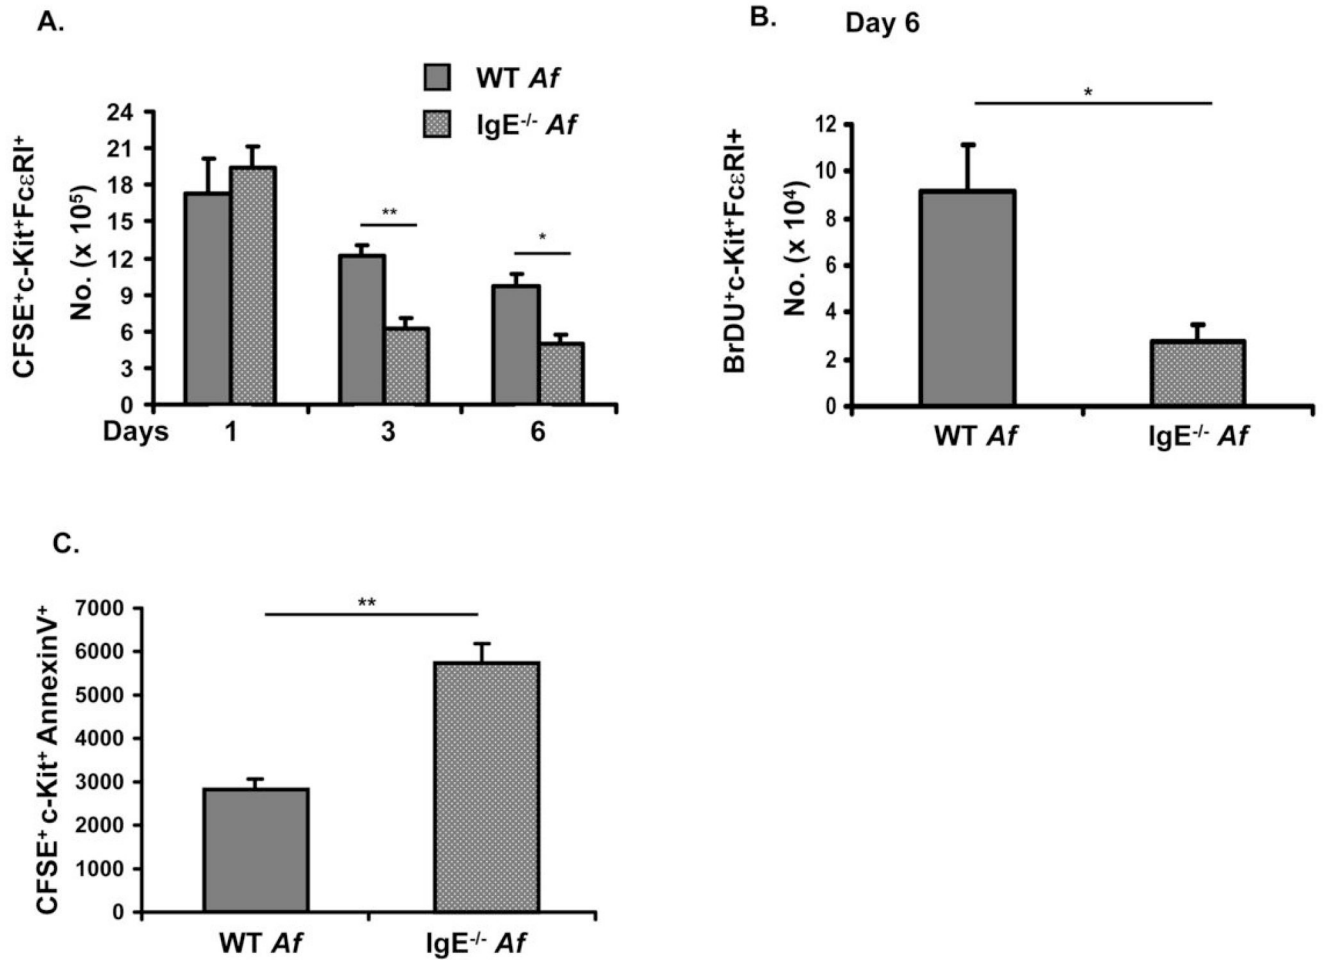 A.
WT Af
IgE-/- Af
CFSE+c-Kit+FcεRI+
No. (x 10⁵)
24
21
18
15
12
9
6
3
0
**
*
Days 1 3 6
B. Day 6
BrDU+c-Kit+FcεRI+
No. (x 10⁴)
12
10
8
6
4
2
0
*
WT Af IgE-/- Af
C.
CFSE+ c-Kit+ AnnexinV+
7000
6000
5000
4000
3000
2000
1000
0
**
WT Af IgE-/- Af